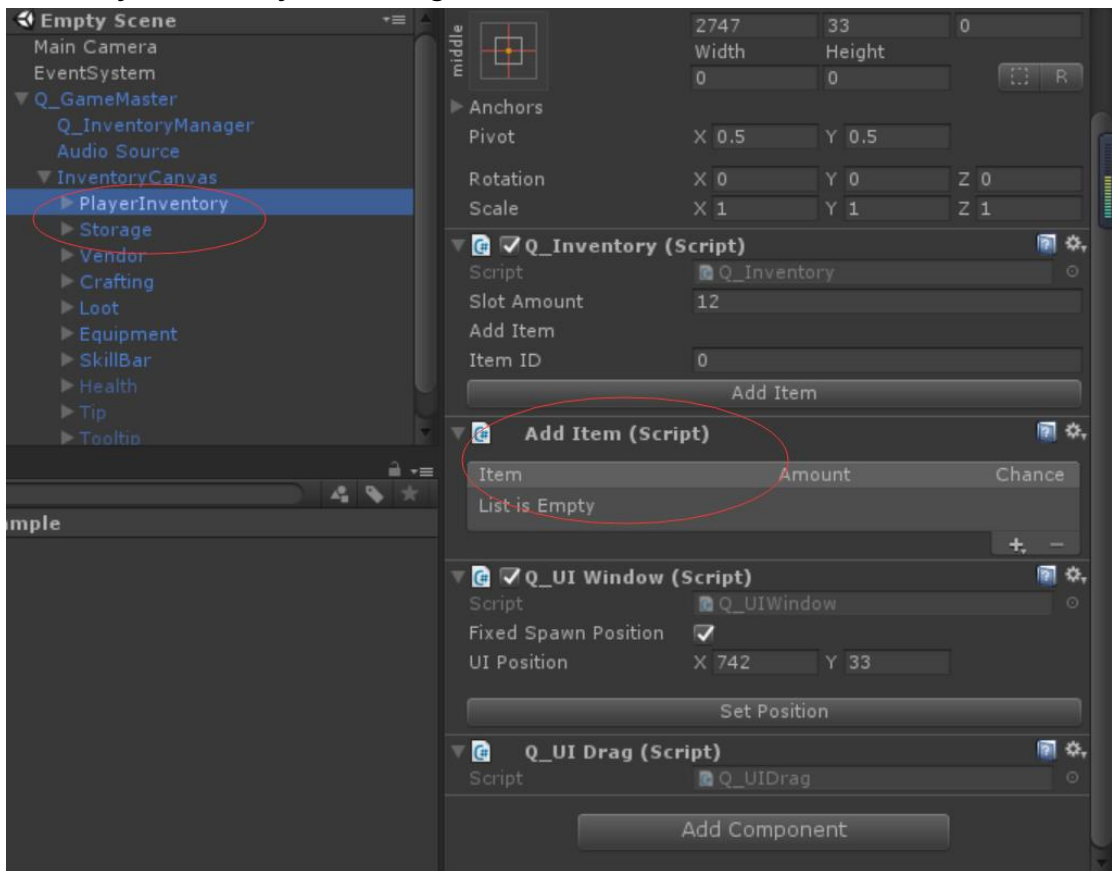 Empty Scene
Main Camera
EventSystem
Q_GameMaster
Q_InventoryManager
Audio Source
InventoryCanvas
PlayerInventory
Storage
Vendor
Crafting
Loot
Equipment
SkillBar
Health
Tip
Tooltip
mple
middle
2747 33 0
Width Height
0 0 R
Anchors
Pivot X 0.5 Y 0.5
Rotation X 0 Y 0 Z 0
Scale X 1 Y 1 Z 1
Q_Inventory (Script)
Script Q_Inventory
Slot Amount 12
Add Item
Item ID 0
Add Item
Add Item (Script)
Item Amount Chance
List is Empty
Q_UI Window (Script)
Script Q_UIWindow
Fixed Spawn Position
UI Position X 742 Y 33
Set Position
Q_UI Drag (Script)
Script Q_UIDrag
Add Component